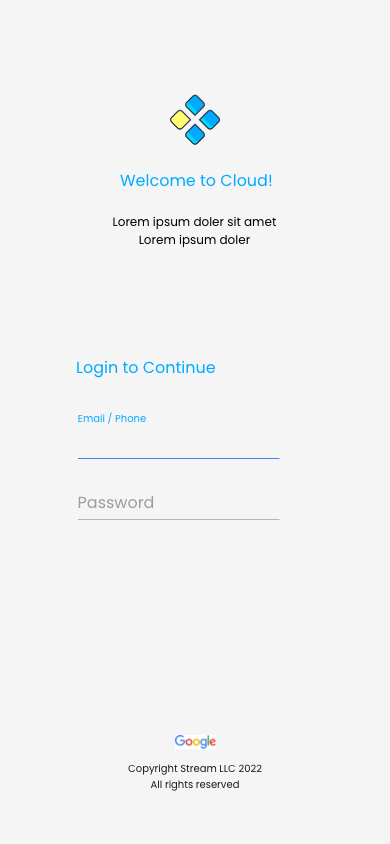 Welcome to Cloud!
Lorem ipsum doler sit amet
Lorem ipsum doler
Login to Continue
Email / Phone
Password
Google
Copyright Stream LLC 2022
All rights reserved